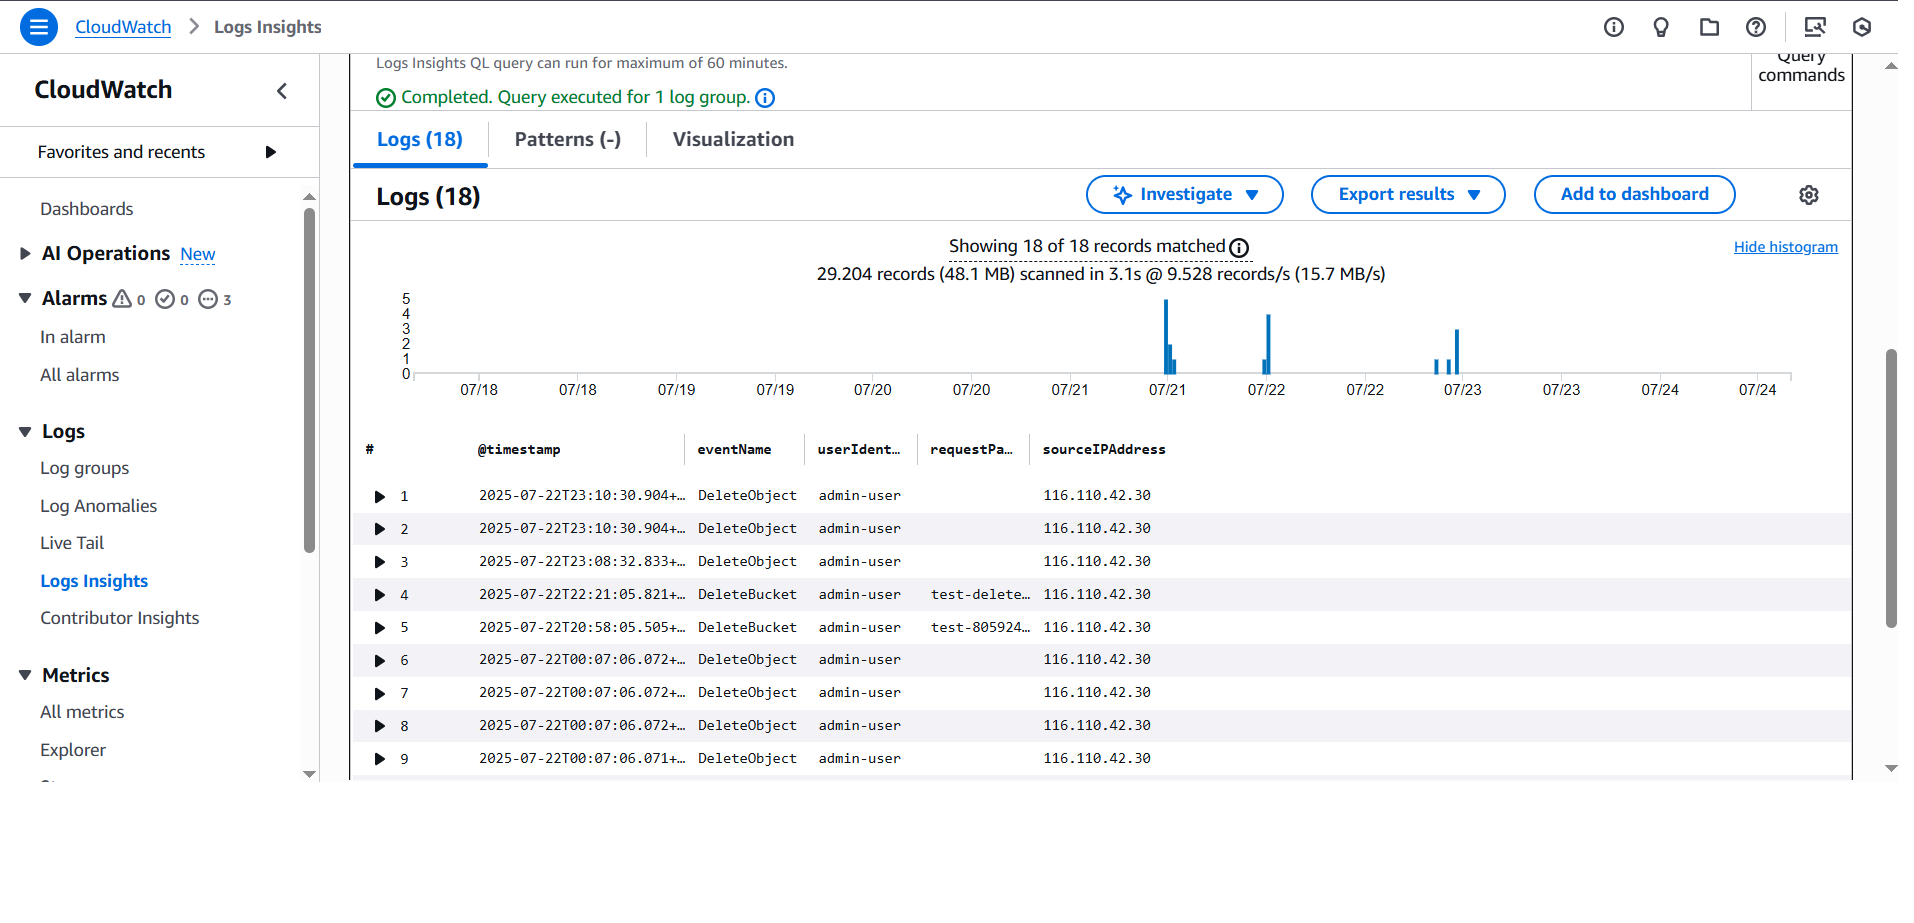 CloudWatch > Logs Insights
CloudWatch
Favorites and recents
Dashboards
AI Operations New
Alarms 0 0 3
In alarm
All alarms
Logs
Log groups
Log Anomalies
Live Tail
Logs Insights
Contributor Insights
Metrics
All metrics
Explorer
Logs Insights QL query can run for maximum of 60 minutes.
Completed. Query executed for 1 log group.
Query
commands
Logs (18) Patterns (-) Visualization
Logs (18) Investigate Export results Add to dashboard
Showing 18 of 18 records matched
Hide histogram
29.204 records (48.1 MB) scanned in 3.1s @ 9.528 records/s (15.7 MB/s)
5
4
3
2
1
0
07/18 07/18 07/19 07/19 07/20 07/20 07/21 07/21 07/22 07/22 07/23 07/23 07/24 07/24
# @timestamp eventName userIdent… requestPa… sourceIPAddress
1 2025-07-22T23:10:30.904+… DeleteObject admin-user 116.110.42.30
2 2025-07-22T23:10:30.904+… DeleteObject admin-user 116.110.42.30
3 2025-07-22T23:08:32.833+… DeleteObject admin-user 116.110.42.30
4 2025-07-22T22:21:05.821+… DeleteBucket admin-user test-delete… 116.110.42.30
5 2025-07-22T20:58:05.505+… DeleteBucket admin-user test-805924… 116.110.42.30
6 2025-07-22T00:07:06.072+… DeleteObject admin-user 116.110.42.30
7 2025-07-22T00:07:06.072+… DeleteObject admin-user 116.110.42.30
8 2025-07-22T00:07:06.072+… DeleteObject admin-user 116.110.42.30
9 2025-07-22T00:07:06.071+… DeleteObject admin-user 116.110.42.30